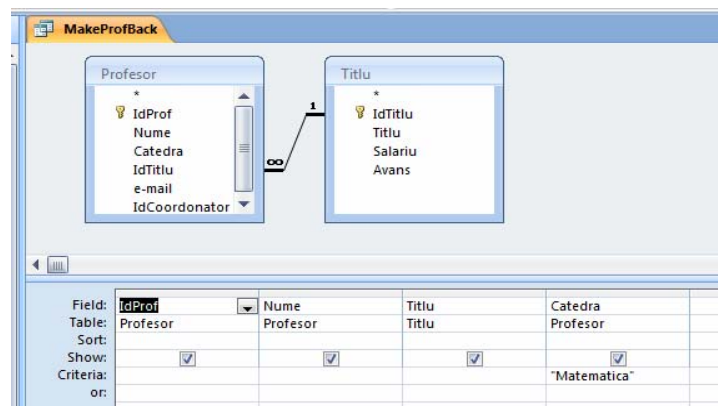 MakeProfBack
Profesor
*
IdProf
Nume
Catedra
IdTitlu
e-mail
IdCoordonator
1
∞
Titlu
*
IdTitlu
Titlu
Salariu
Avans
Field: IdProf Nume Titlu Catedra
Table: Profesor Profesor Titlu Profesor
Sort:
Show:
Criteria: "Matematica"
or: